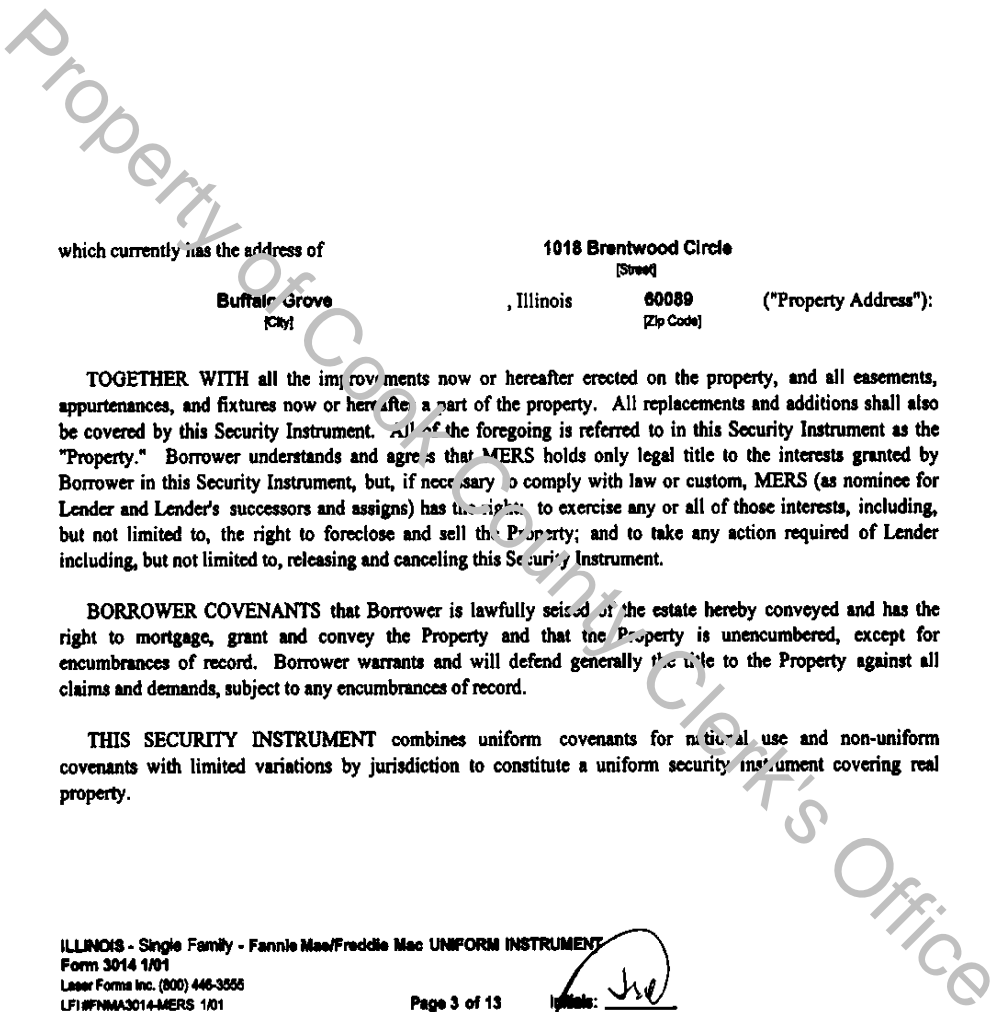 which currently has the address of 1018 Brentwood Circle
[Street]
Buffalo Grove , Illinois 60089 ("Property Address"):
[City] [Zip Code]
TOGETHER WITH all the improvements now or hereafter erected on the property, and all easements,
appurtenances, and fixtures now or hereafter a part of the property. All replacements and additions shall also
be covered by this Security Instrument. All of the foregoing is referred to in this Security Instrument as the
"Property." Borrower understands and agrees that MERS holds only legal title to the interests granted by
Borrower in this Security Instrument, but, if necessary to comply with law or custom, MERS (as nominee for
Lender and Lender's successors and assigns) has the right: to exercise any or all of those interests, including,
but not limited to, the right to foreclose and sell the Property; and to take any action required of Lender
including, but not limited to, releasing and canceling this Security Instrument.
BORROWER COVENANTS that Borrower is lawfully seised of the estate hereby conveyed and has the
right to mortgage, grant and convey the Property and that the Property is unencumbered, except for
encumbrances of record. Borrower warrants and will defend generally the title to the Property against all
claims and demands, subject to any encumbrances of record.
THIS SECURITY INSTRUMENT combines uniform covenants for national use and non-uniform
covenants with limited variations by jurisdiction to constitute a uniform security instrument covering real
property.
ILLINOIS - Single Family - Fannie Mae/Freddie Mac UNIFORM INSTRUMENT
Form 3014 1/01
Laser Forms Inc. (800) 446-3555
LFI#FNMA3014-MERS 1/01 Page 3 of 13 Initials:
Property of Cook County Clerk's Office